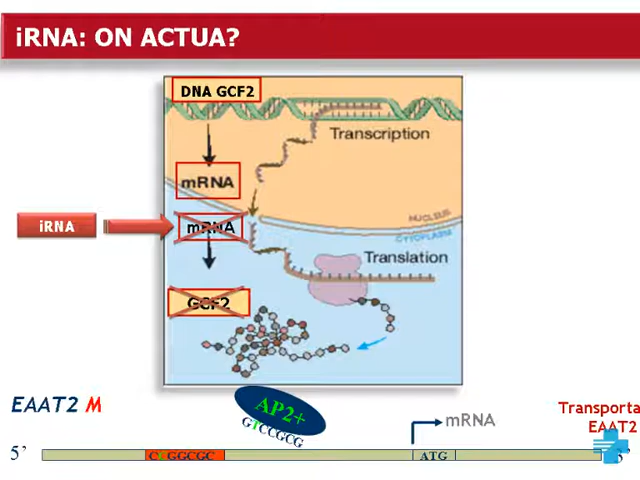 iRNA: ON ACTUA?
DNA GCF2
Transcription
mRNA
iRNA
mRNA
NUCLEUS
CYTOPLASM
Translation
GCF2
EAAT2 M
AP2+
GTCCGCG
mRNA
Transporta
EAAT2
5’
CTGGCGC
ATG
3’